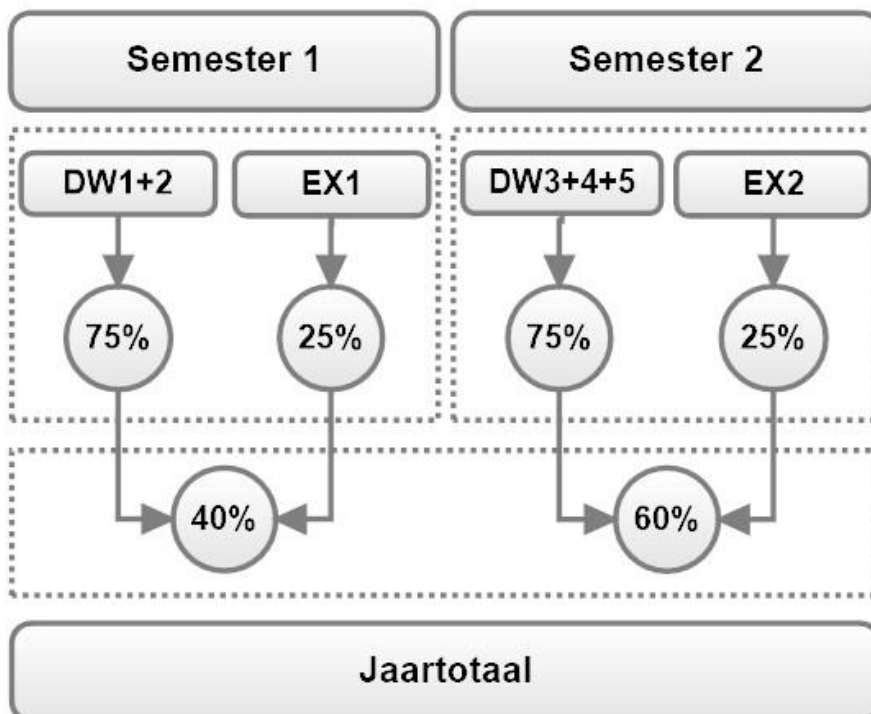 Semester 1
Semester 2
DW1+2
EX1
DW3+4+5
EX2
75%
25%
75%
25%
40%
60%
Jaartotaal